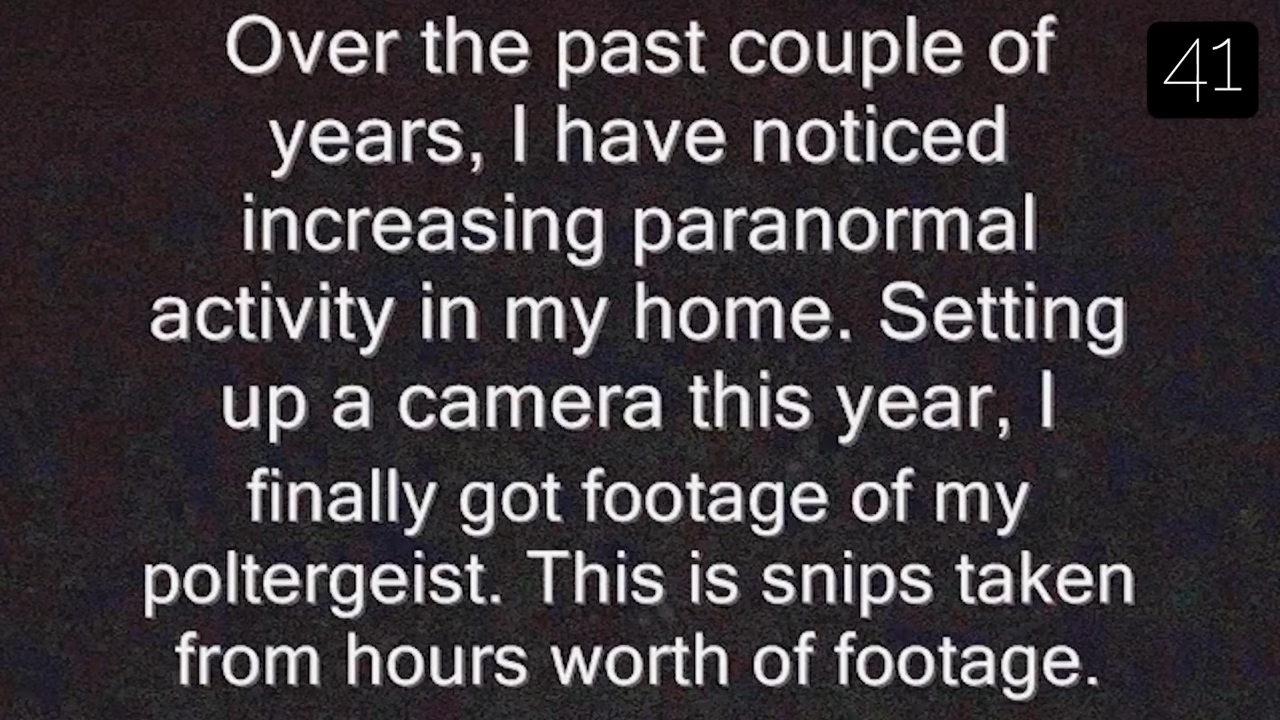 Over the past couple of
41
years, I have noticed
increasing paranormal
activity in my home. Setting
up a camera this year, I
finally got footage of my
poltergeist. This is snips taken
from hours worth of footage.